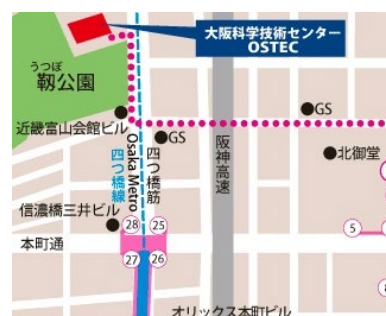 大阪科学技術センター
OSTEC
うつぼ
靱公園
近畿富山会館ビル
GS
GS
北御堂
Osaka Metro
四つ橋線
四つ橋筋
阪神高速
信濃橋三井ビル
28
25
本町通
27
26
5
オリックス本町ビル